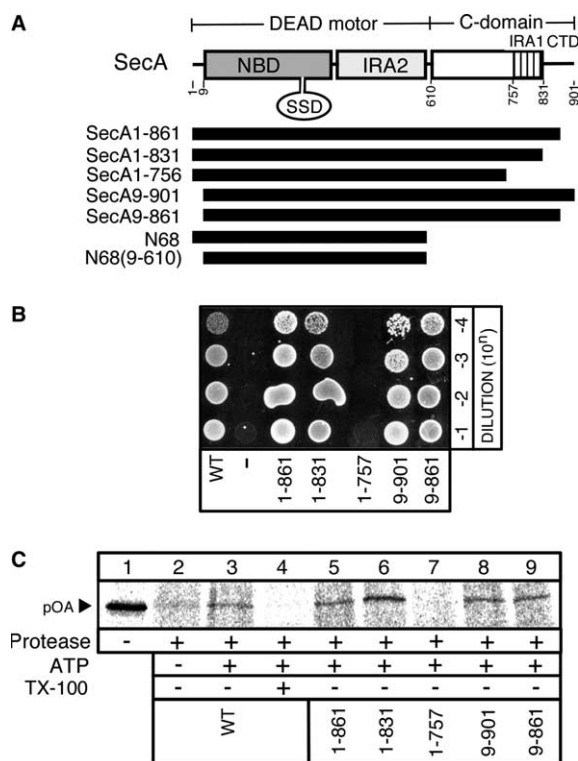 A
DEAD motor C-domain
IRA1 CTD
SecA NBD IRA2
SSD
1- 9- 610- 757- 831- 901-
SecA1-861
SecA1-831
SecA1-756
SecA9-901
SecA9-861
N68
N68(9-610)
B
-4
-3
-2
-1
DILUTION (10ⁿ)
WT - 1-861 1-831 1-757 9-901 9-861
C
1 2 3 4 5 6 7 8 9
pOA ▶
Protease - + + + + + + + +
ATP - + + + + + + +
TX-100 - - + - - - - -
WT 1-861 1-831 1-757 9-901 9-861